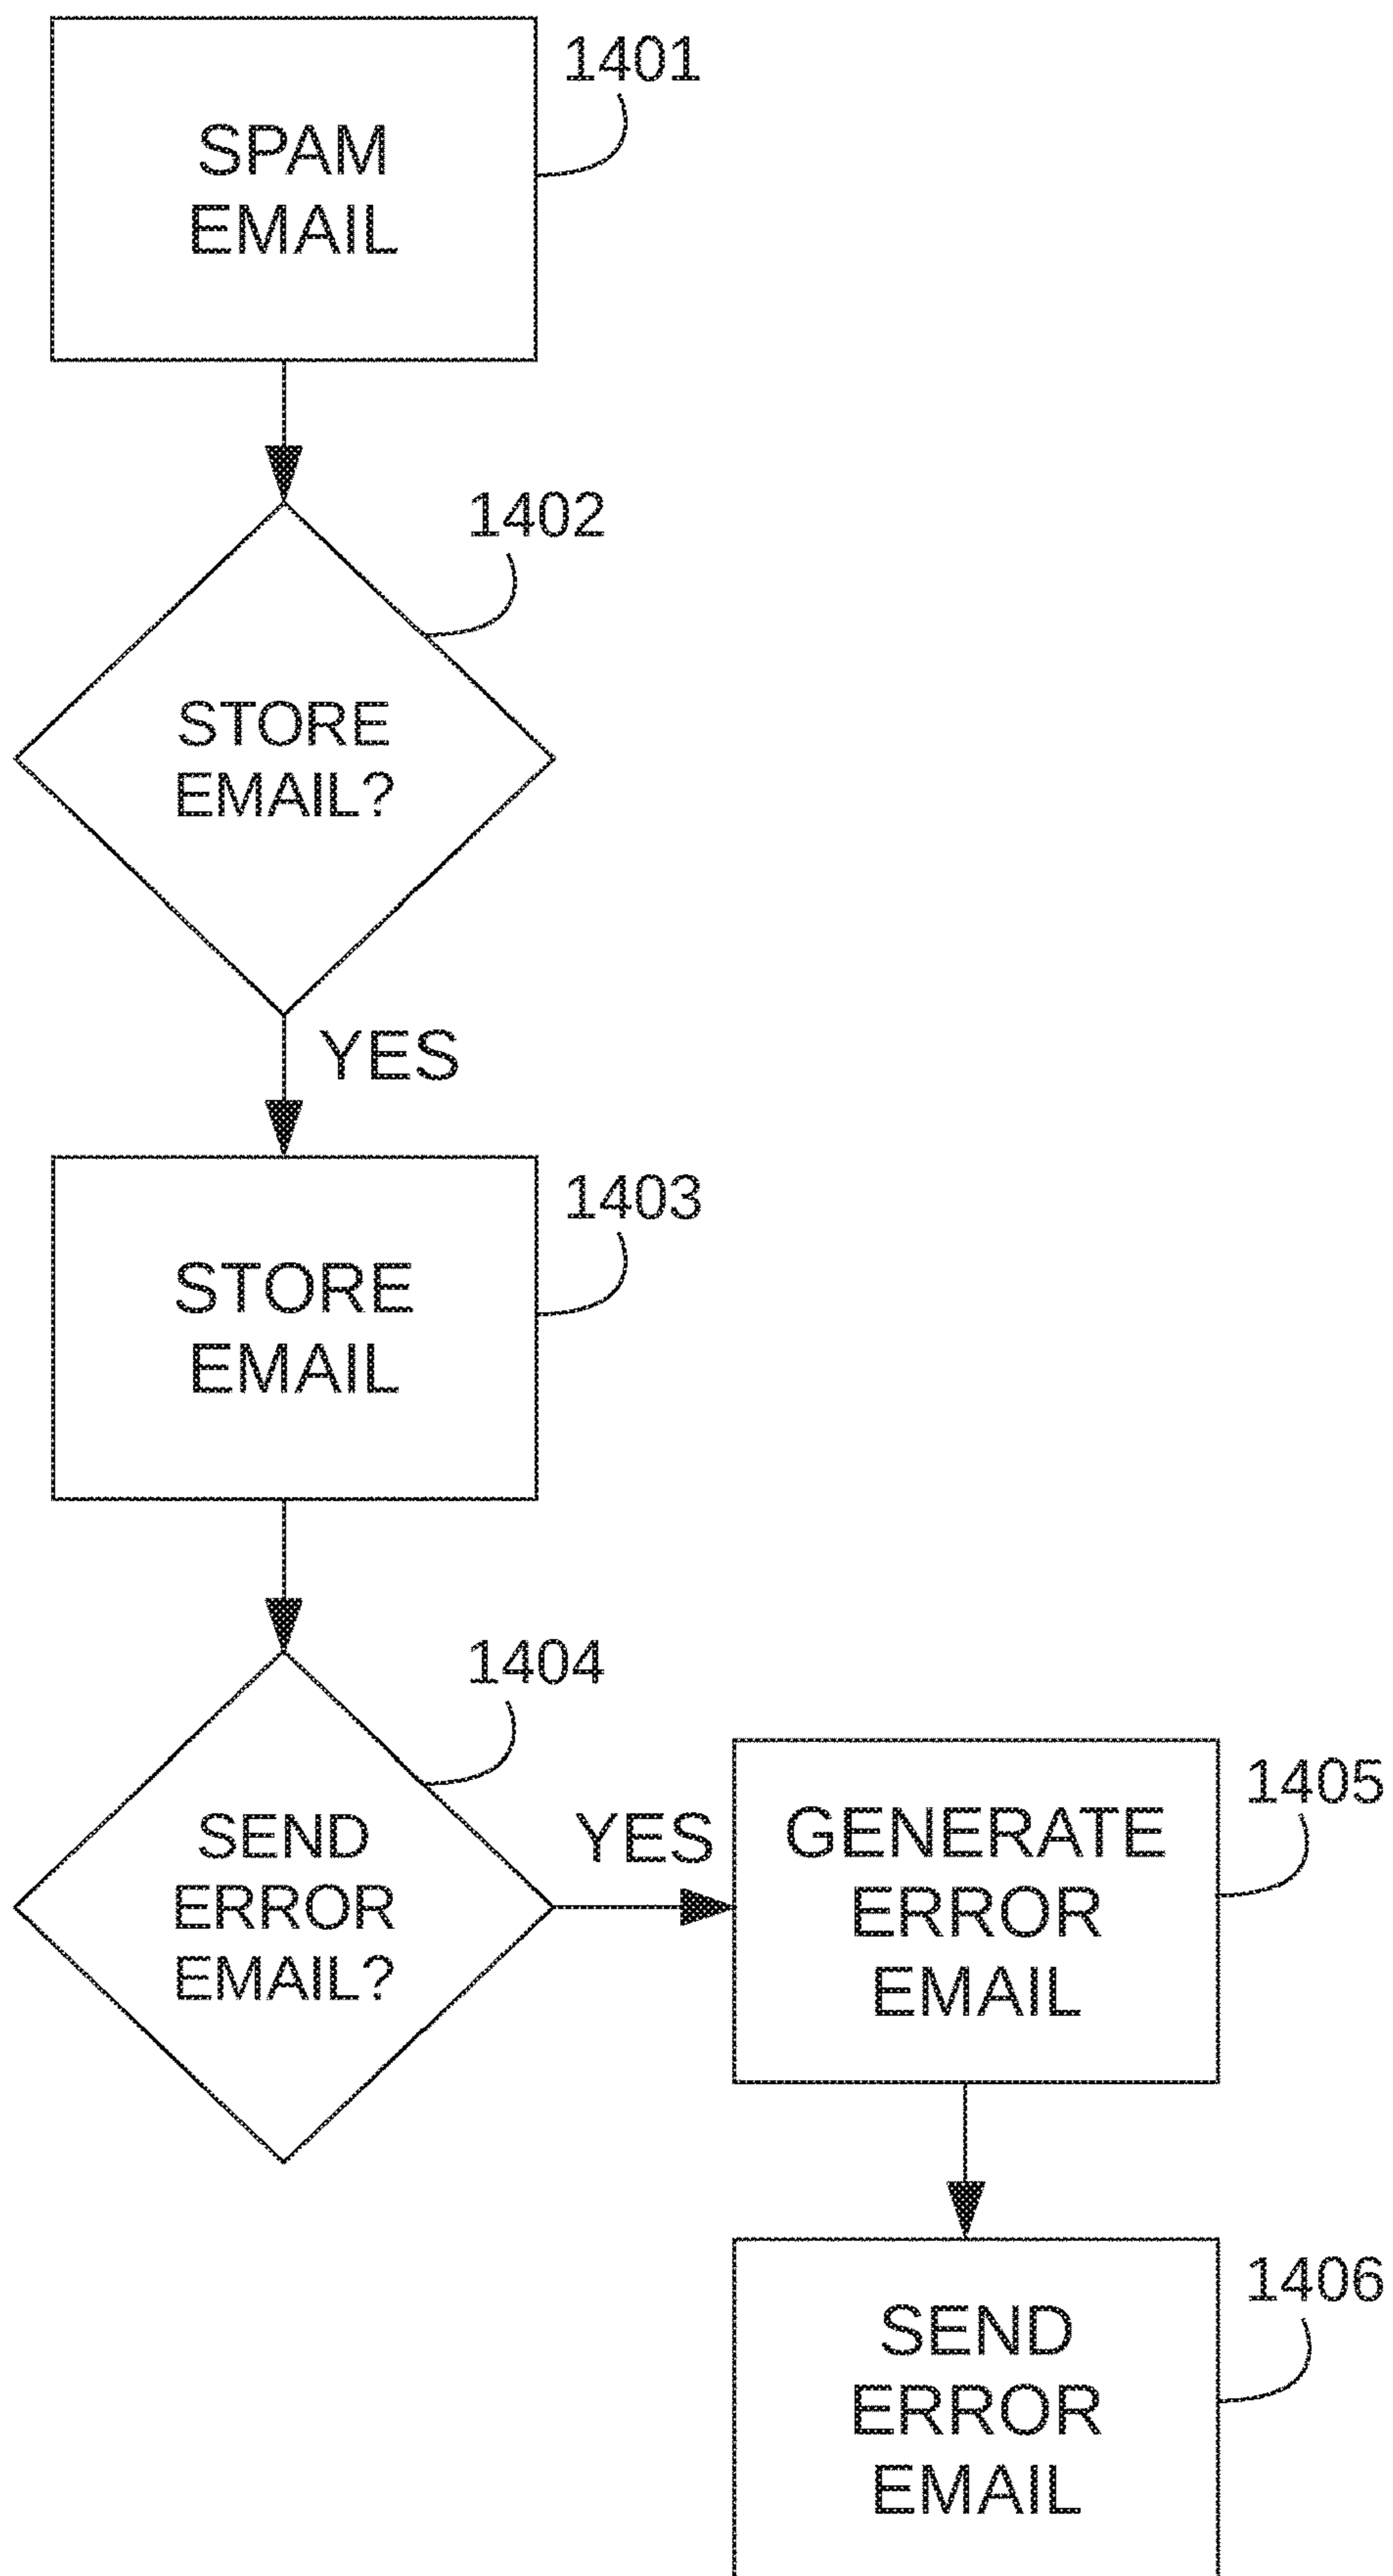 1401
SPAM
EMAIL
1402
STORE
EMAIL?
YES
1403
STORE
EMAIL
1404
SEND
ERROR
EMAIL?
YES
1405
GENERATE
ERROR
EMAIL
1406
SEND
ERROR
EMAIL